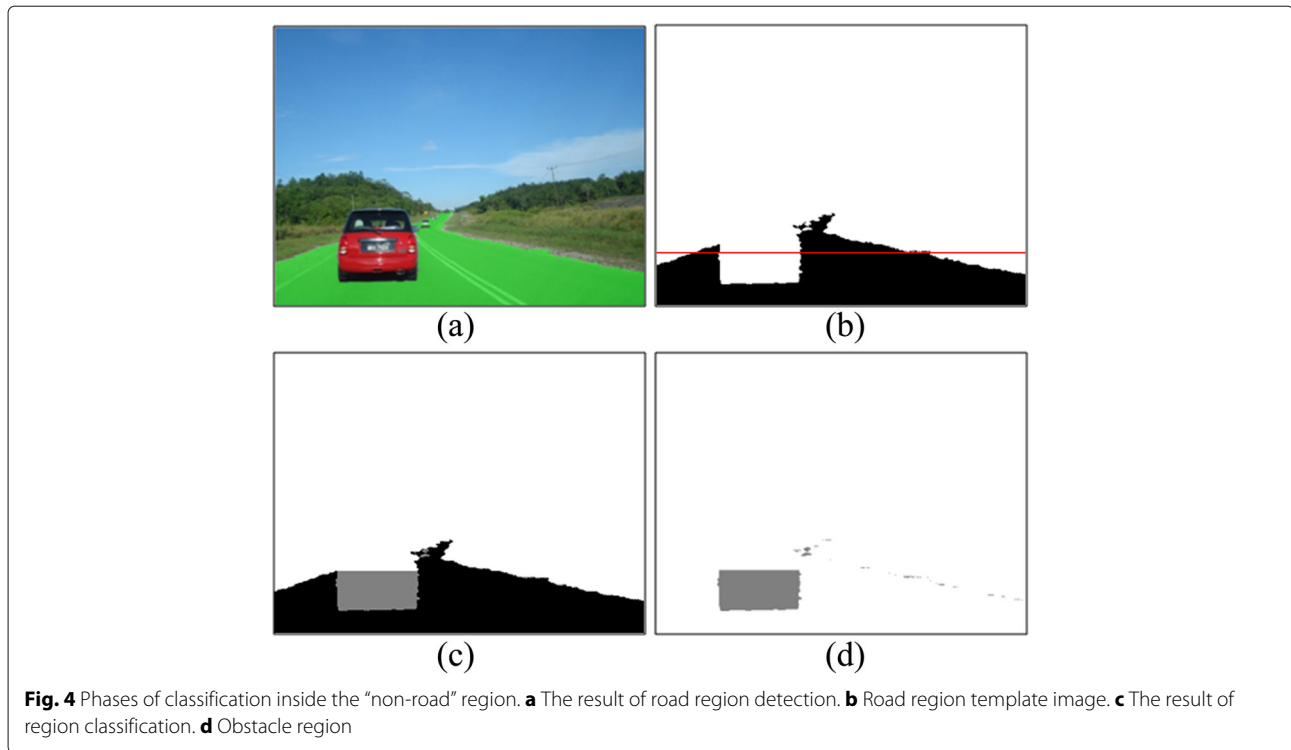 (a)
(b)
(c)
(d)
Fig. 4 Phases of classification inside the “non-road” region. a The result of road region detection. b Road region template image. c The result of
region classification. d Obstacle region